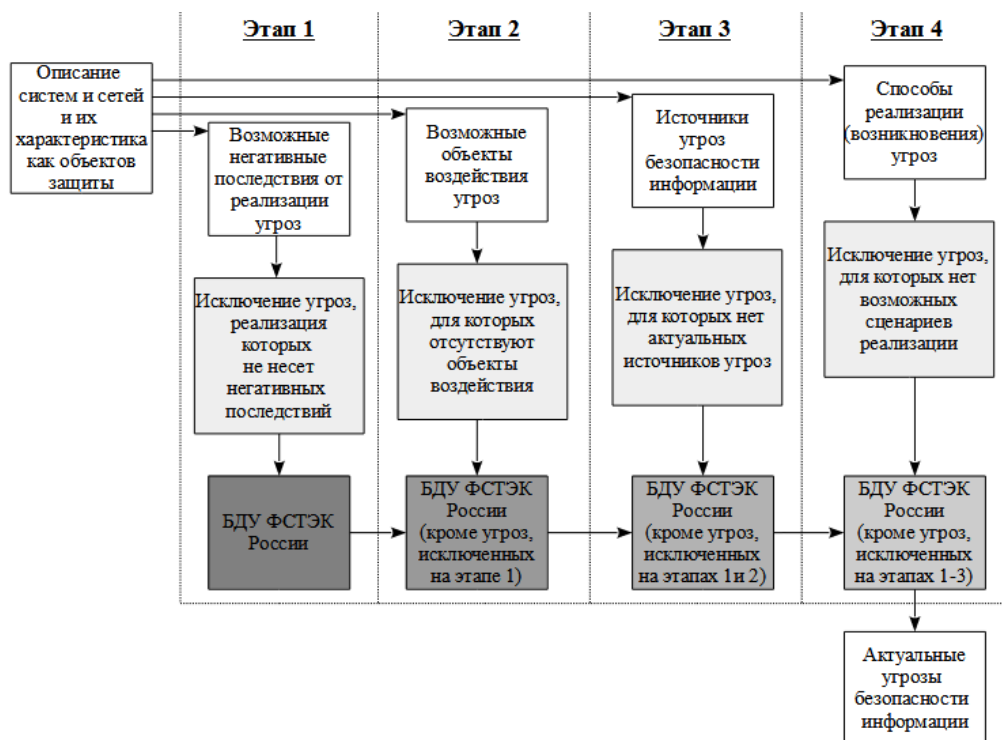 Этап 1
Этап 2
Этап 3
Этап 4
Описание
систем и сетей
и их
характеристика
как объектов
защиты
Возможные
негативные
последствия от
реализации
угроз
Возможные
объекты
воздействия
угроз
Источники
угроз
безопасности
информации
Способы
реализации
(возникновения)
угроз
Исключение угроз,
реализация
которых
не несет
негативных
последствий
Исключение угроз,
для которых
отсутствуют
объекты
воздействия
Исключение угроз,
для которых нет
актуальных
источников угроз
Исключение угроз,
для которых нет
возможных
сценариев
реализации
БДУ ФСТЭК
России
БДУ ФСТЭК
России
(кроме угроз,
исключенных
на этапе 1)
БДУ ФСТЭК
России
(кроме угроз,
исключенных
на этапах 1и 2)
БДУ ФСТЭК
России
(кроме угроз,
исключенных
на этапах 1-3)
Актуальные
угрозы
безопасности
информации